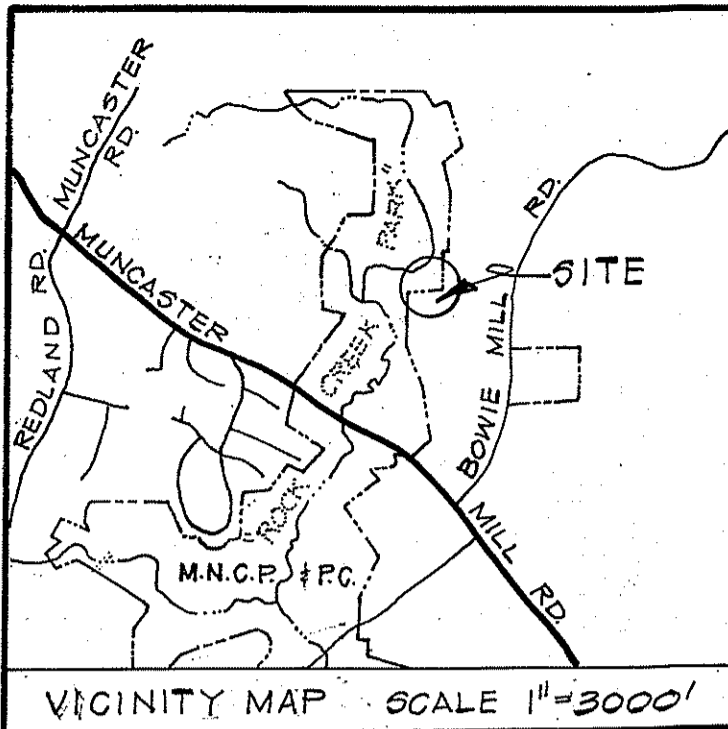 MUNCASTER
RD.
"PARK"
RD.
MUNCASTER
SITE
REDLAND RD.
MILL
CREEK
BOWIE
"ROCK
MILL
M.N.C.P. & P.C.
RD.
VICINITY MAP SCALE 1"=3000'